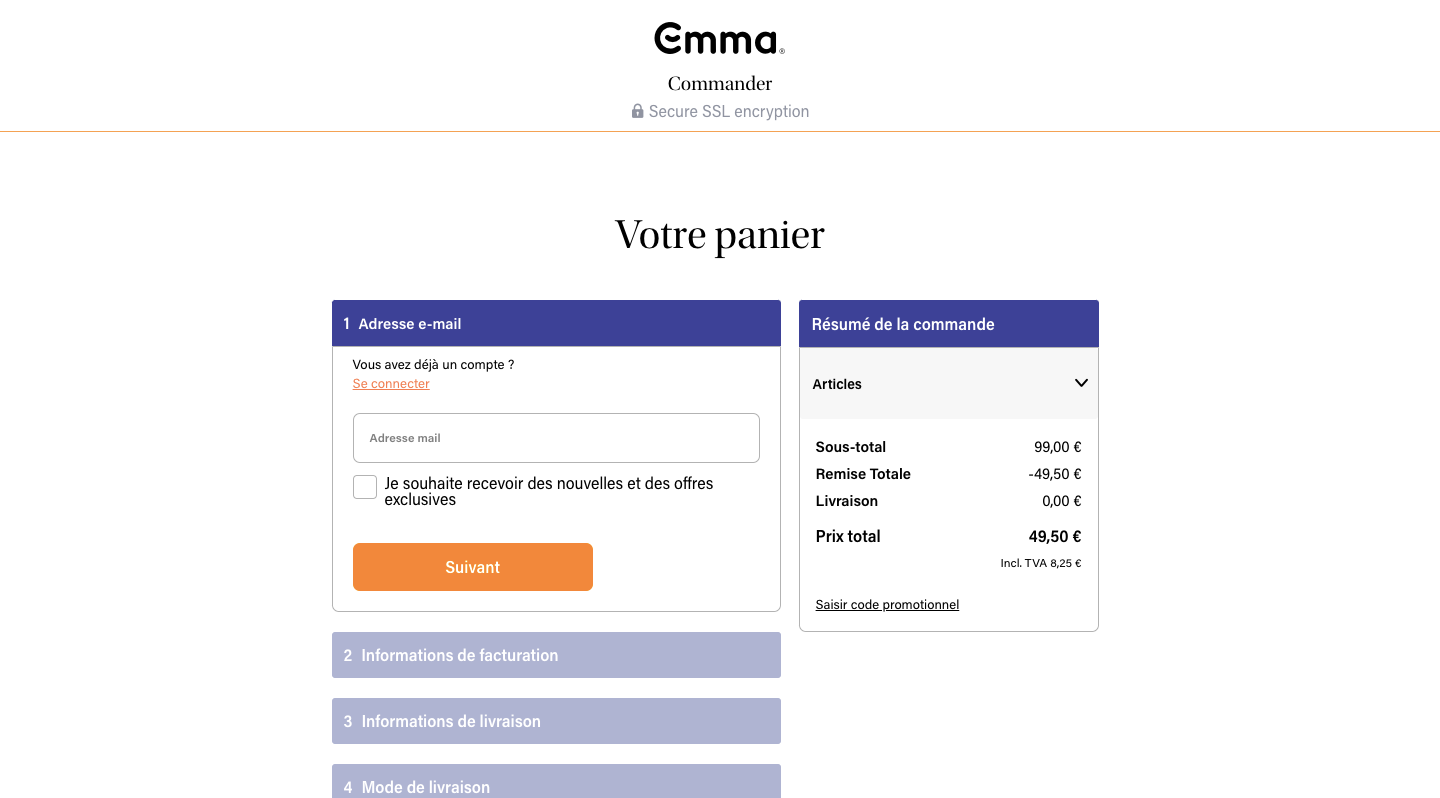 Emma®
Commander
Secure SSL encryption
Votre panier
1 Adresse e-mail
Vous avez déjà un compte ?
Se connecter
Adresse mail
Je souhaite recevoir des nouvelles et des offres
exclusives
Suivant
2 Informations de facturation
3 Informations de livraison
4 Mode de livraison
Résumé de la commande
Articles
Sous-total 99,00 €
Remise Totale -49,50 €
Livraison 0,00 €
Prix total 49,50 €
Incl. TVA 8,25 €
Saisir code promotionnel